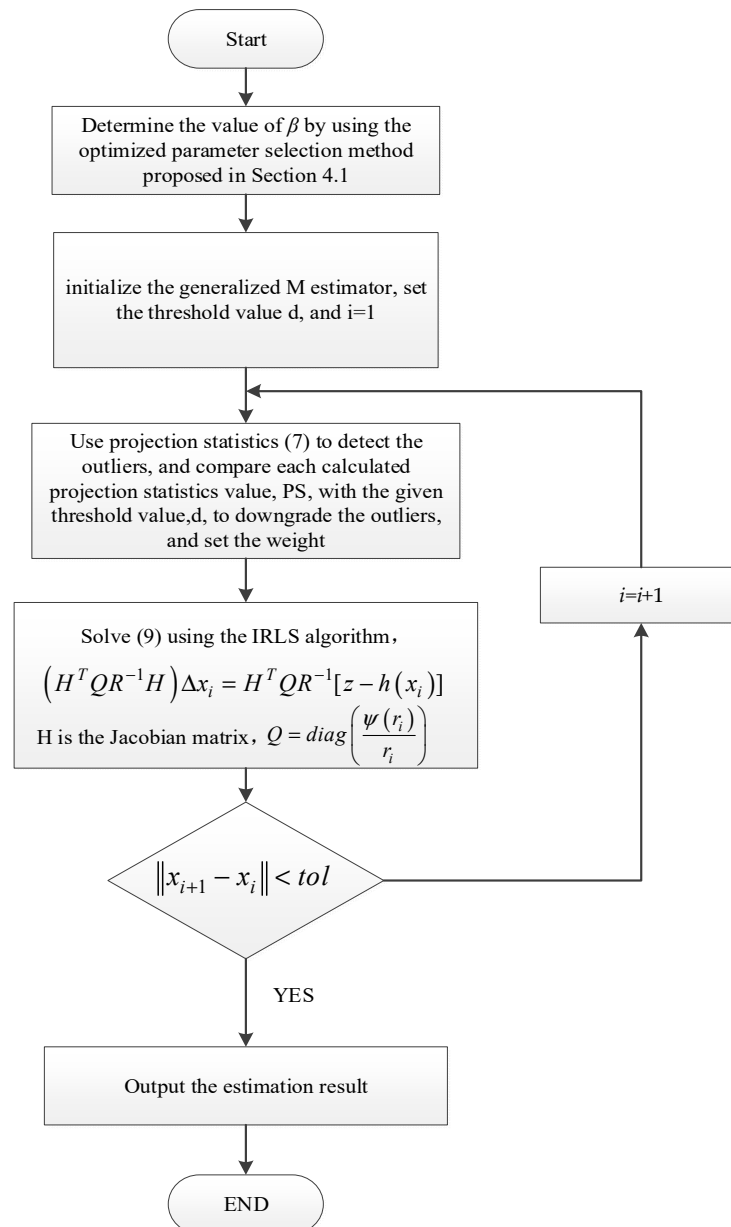 Start
Determine the value of β by using the
optimized parameter selection method
proposed in Section 4.1
initialize the generalized M estimator, set
the threshold value d, and i=1
Use projection statistics (7) to detect the
outliers, and compare each calculated
projection statistics value, PS, with the given
threshold value,d, to downgrade the outliers,
and set the weight
i=i+1
Solve (9) using the IRLS algorithm，
(H^T QR^{-1} H) Δx_i = H^T QR^{-1} [z − h(x_i)]
H is the Jacobian matrix，Q = diag(ψ(r_i)/r_i)
‖x_{i+1} − x_i‖ < tol
YES
Output the estimation result
END